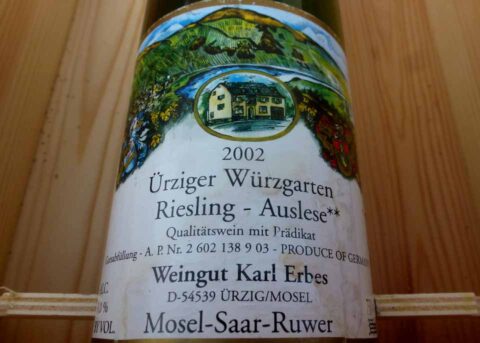 2002
Ürziger Würzgarten
Riesling - Auslese**
Qualitätswein mit Prädikat
- A. P. Nr. 2 602 138 9 03 - PRODUCE OF
Weingut Karl Erbes
D-54539 ÜRZIG/MOSEL
VOL.
Mosel-Saar-Ruwer